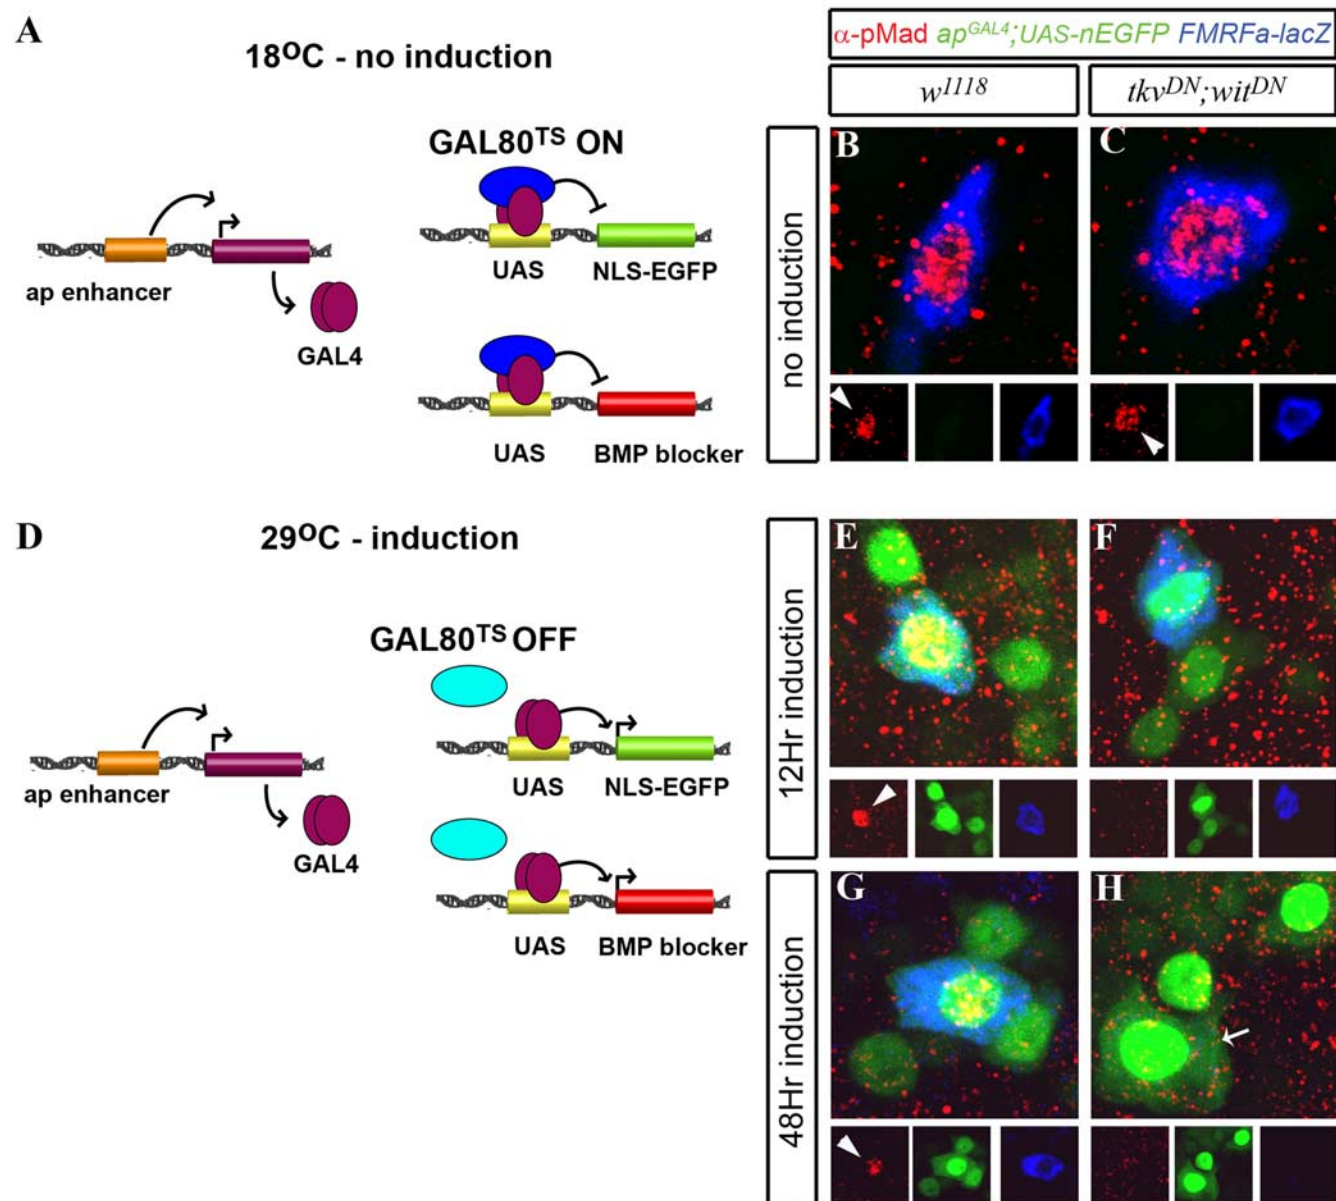 A
18ºC - no induction
GAL80TS ON
ap enhancer
GAL4
UAS
NLS-EGFP
UAS
BMP blocker
α-pMad apGAL4;UAS-nEGFP FMRFa-lacZ
w1118
tkvDN;witDN
no induction
B
C
D
29ºC - induction
GAL80TS OFF
ap enhancer
GAL4
UAS
NLS-EGFP
UAS
BMP blocker
12Hr induction
E
F
48Hr induction
G
H